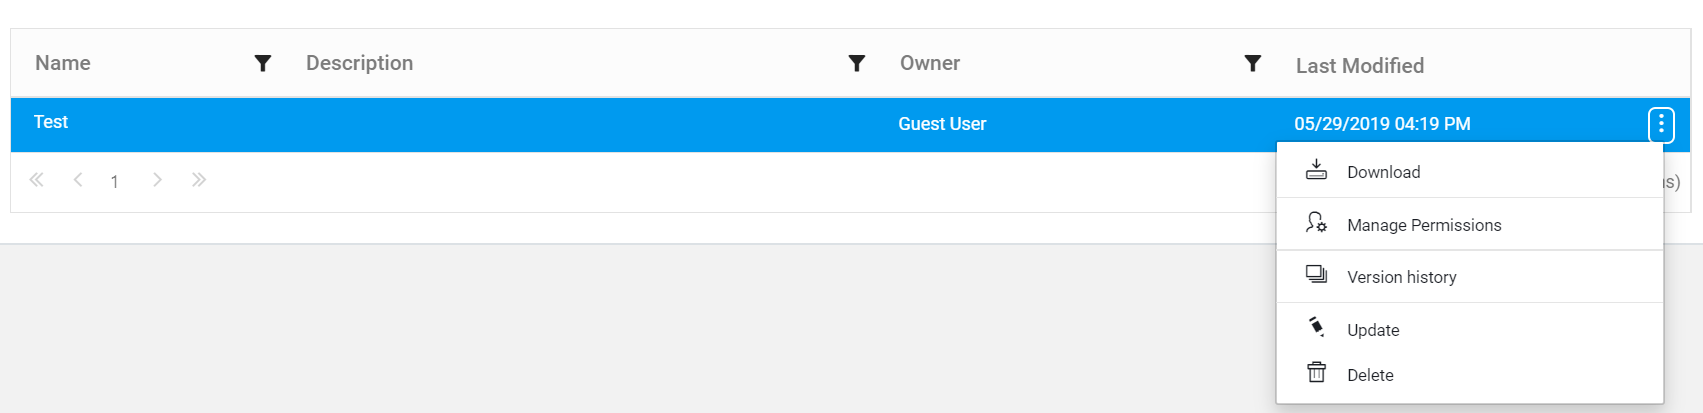 Name Description Owner Last Modified
Test Guest User 05/29/2019 04:19 PM
1
Download
Manage Permissions
Version history
Update
Delete